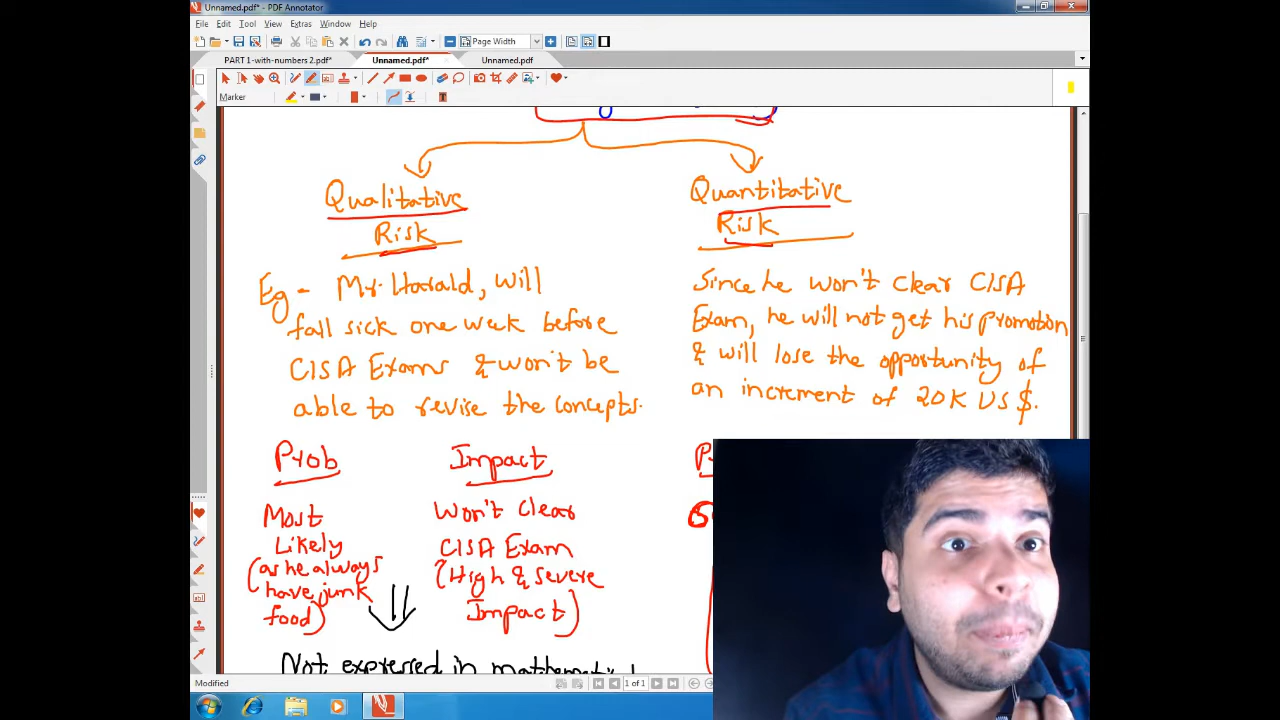 Unnamed.pdf* - PDF Annotator
File Edit Tool View Extras Window Help
Page Width
PART 1-with-numbers 2.pdf* Unnamed.pdf* Unnamed.pdf
Marker
Qualitative
Risk
Quantitative
Risk
Eg - Mr. Harald, will
fall sick one week before
CISA Exams & won't be
able to revise the concepts.
Since he won't Clear CISA
Exam, he will not get his promotion
& will lose the opportunity of
an increment of 20K US $.
Prob
Most
Likely
(as he always
have junk
food)
Impact
Won't Clear
CISA Exam
(High & Severe
Impact)
Not expressed in
Modified
1 of 1